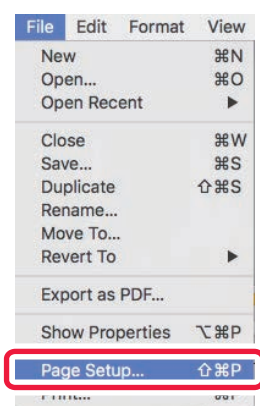 File Edit Format View
New ⌘N
Open... ⌘O
Open Recent ▶
Close ⌘W
Save... ⌘S
Duplicate ⇧⌘S
Rename...
Move To...
Revert To ▶
Export as PDF...
Show Properties ⌥⌘P
Page Setup... ⇧⌘P